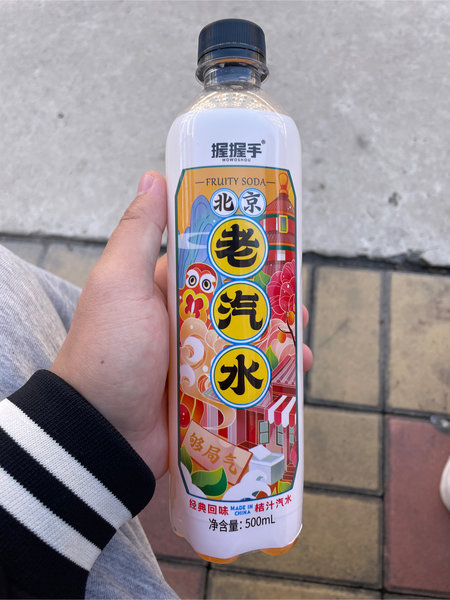 握握手®
WOWOSHOU
FRUITY SODA
北京
老
汽
水
够局气
经典回味 MADE IN CHINA 桔汁汽水
净含量: 500mL